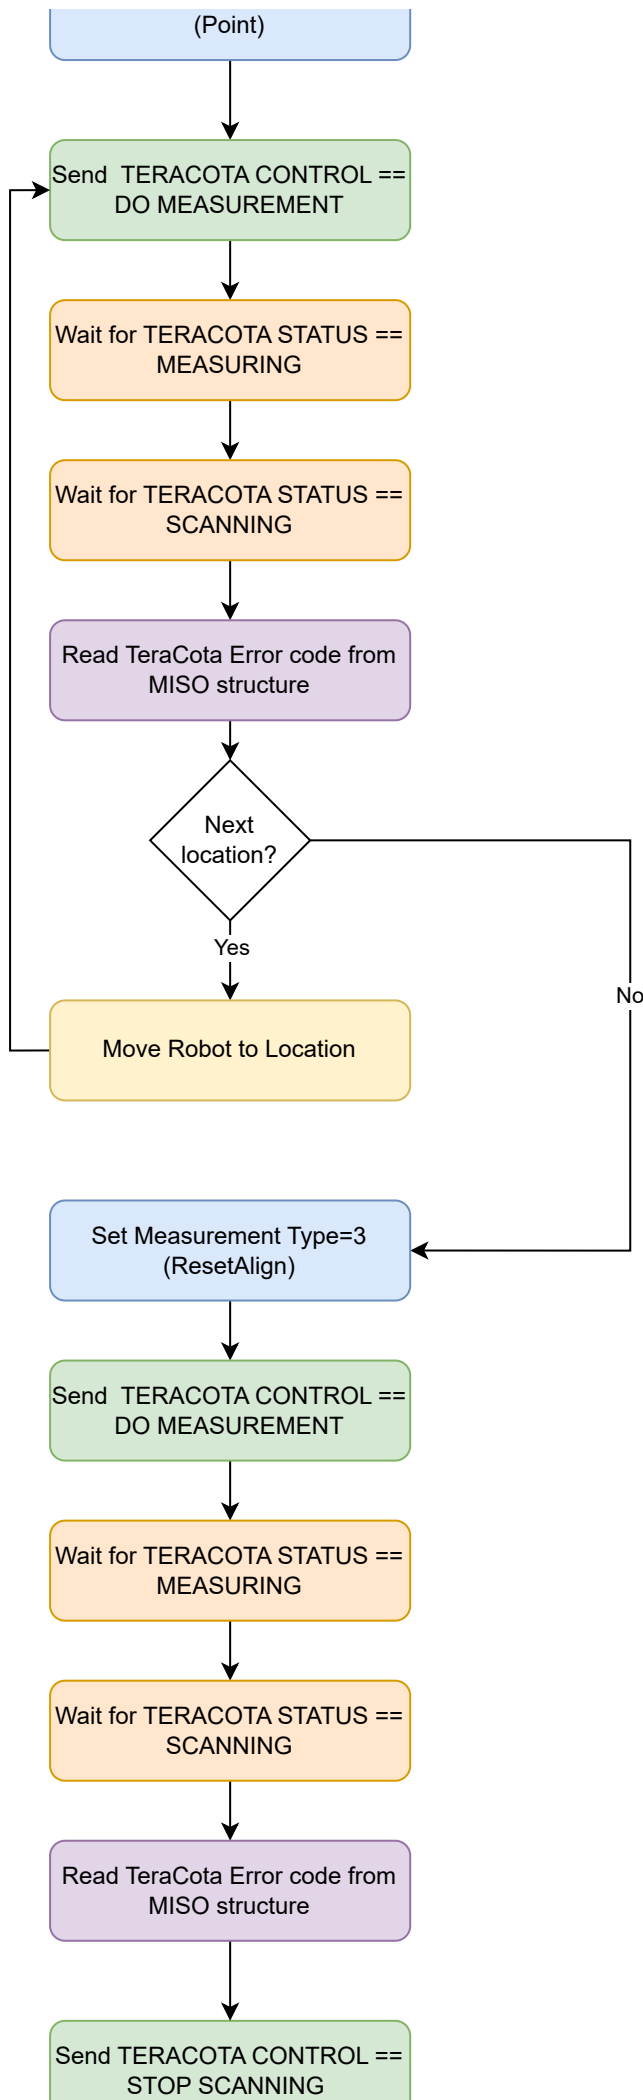 (Point)
Send TERACOTA CONTROL ==
DO MEASUREMENT
Wait for TERACOTA STATUS ==
MEASURING
Wait for TERACOTA STATUS ==
SCANNING
Read TeraCota Error code from
MISO structure
Next
location?
Yes
No
Move Robot to Location
Set Measurement Type=3
(ResetAlign)
Send TERACOTA CONTROL ==
DO MEASUREMENT
Wait for TERACOTA STATUS ==
MEASURING
Wait for TERACOTA STATUS ==
SCANNING
Read TeraCota Error code from
MISO structure
Send TERACOTA CONTROL ==
STOP SCANNING